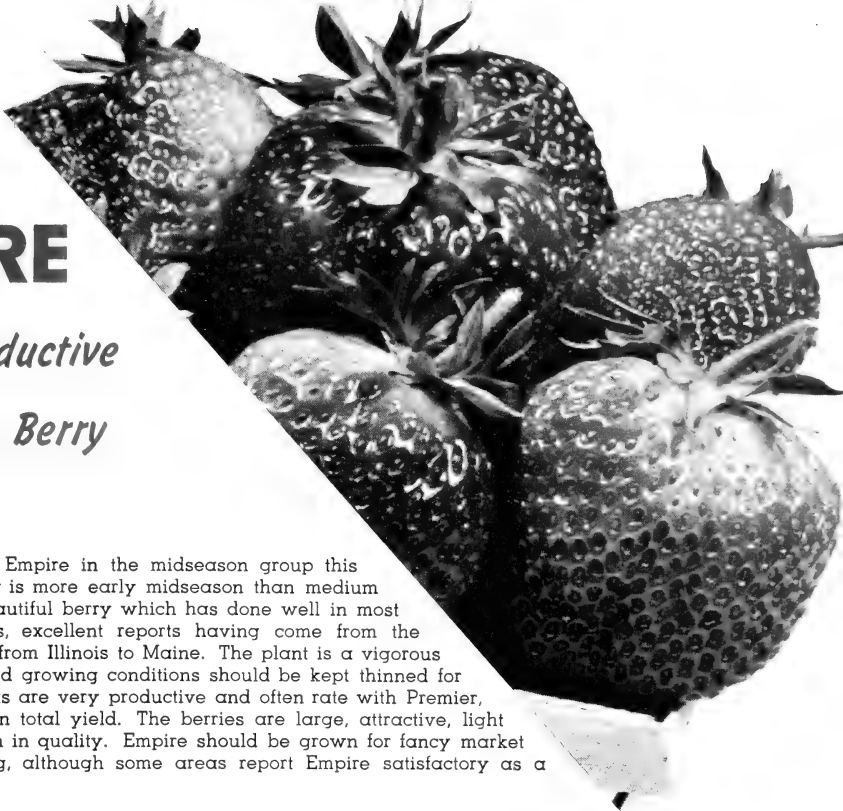 RE
ductive
Berry
Empire in the midseason group this
is more early midseason than medium
autiful berry which has done well in most
s, excellent reports having come from the
from Illinois to Maine. The plant is a vigorous
d growing conditions should be kept thinned for
s are very productive and often rate with Premier,
n total yield. The berries are large, attractive, light
in quality. Empire should be grown for fancy market
g, although some areas report Empire satisfactory as a